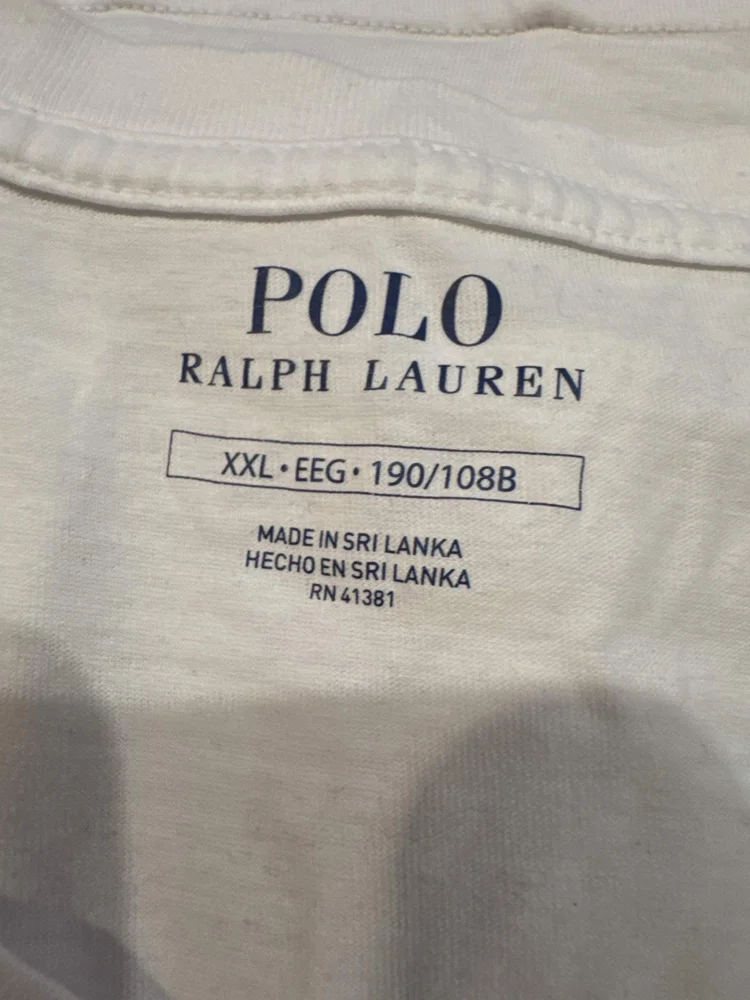 POLO
RALPH LAUREN
XXL • EEG • 190/108B
MADE IN SRI LANKA
HECHO EN SRI LANKA
RN 41381